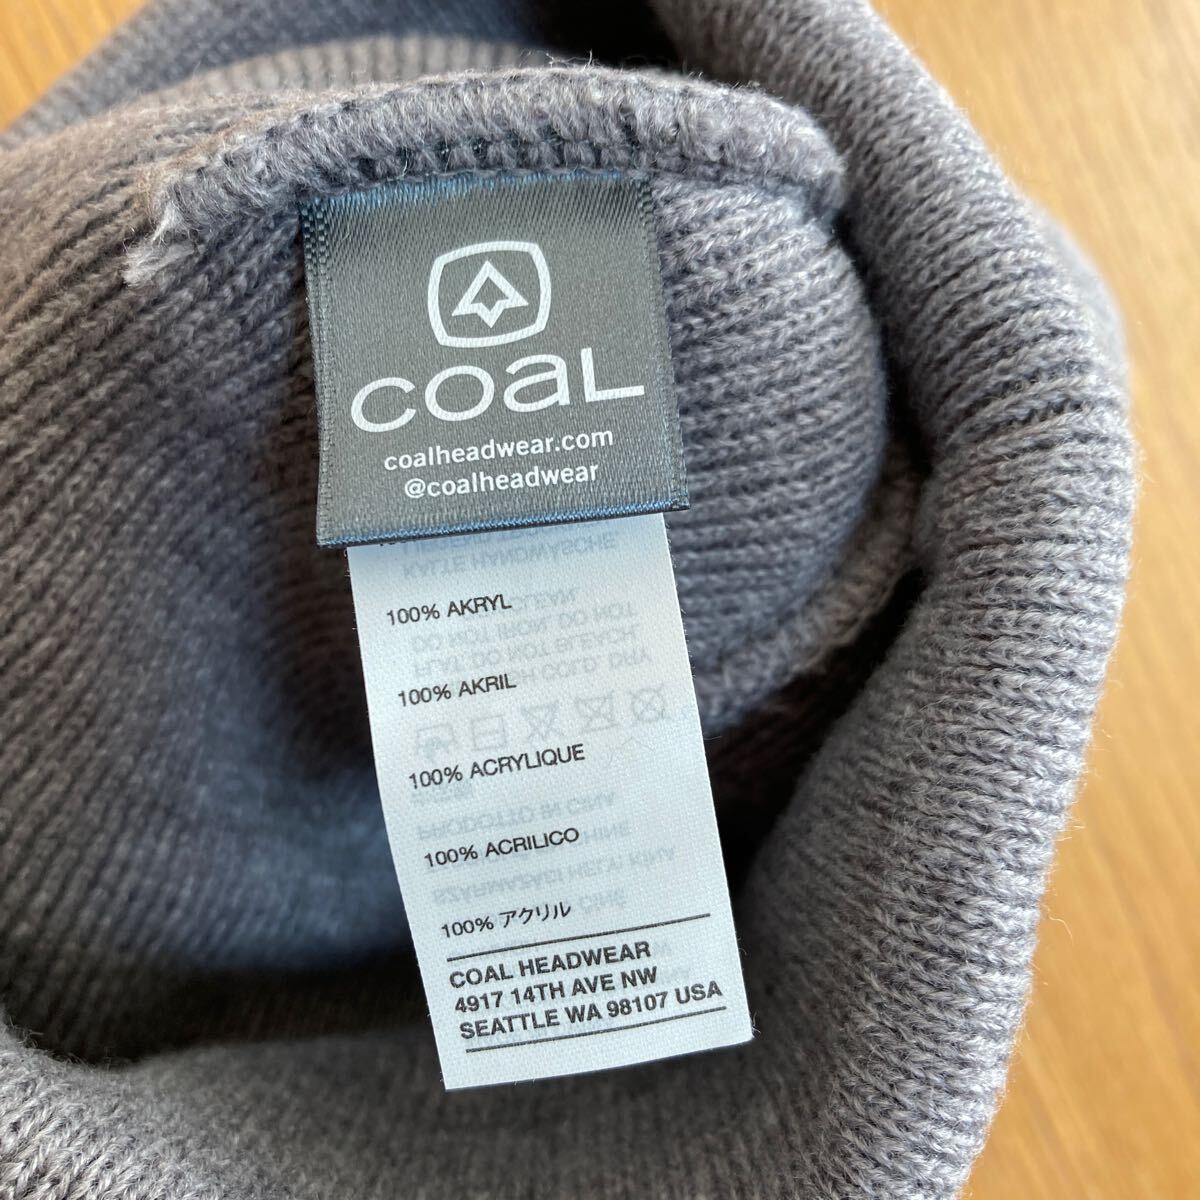 COAL
coalheadwear.com
@coalheadwear
100% AKRYL
100% AKRIL
100% ACRYLIQUE
100% ACRILICO
100% アクリル
COAL HEADWEAR
4917 14TH AVE NW
SEATTLE WA 98107 USA